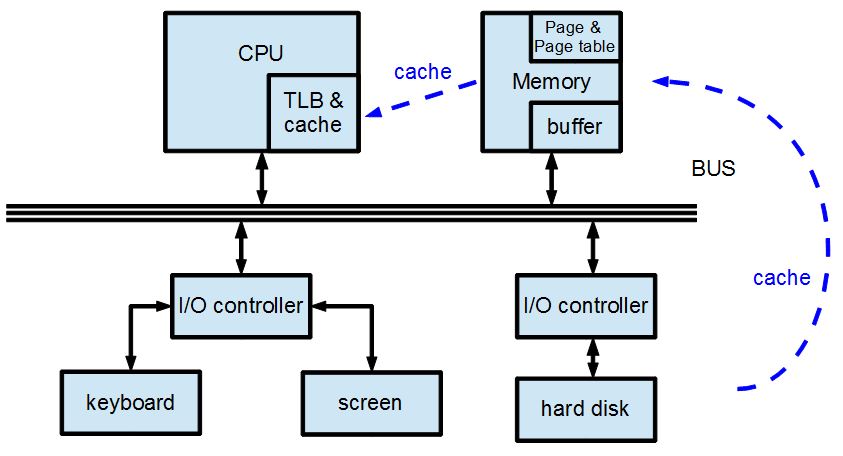 CPU
TLB &
cache
cache
Page &
Page table
Memory
buffer
BUS
cache
I/O controller
I/O controller
keyboard
screen
hard disk